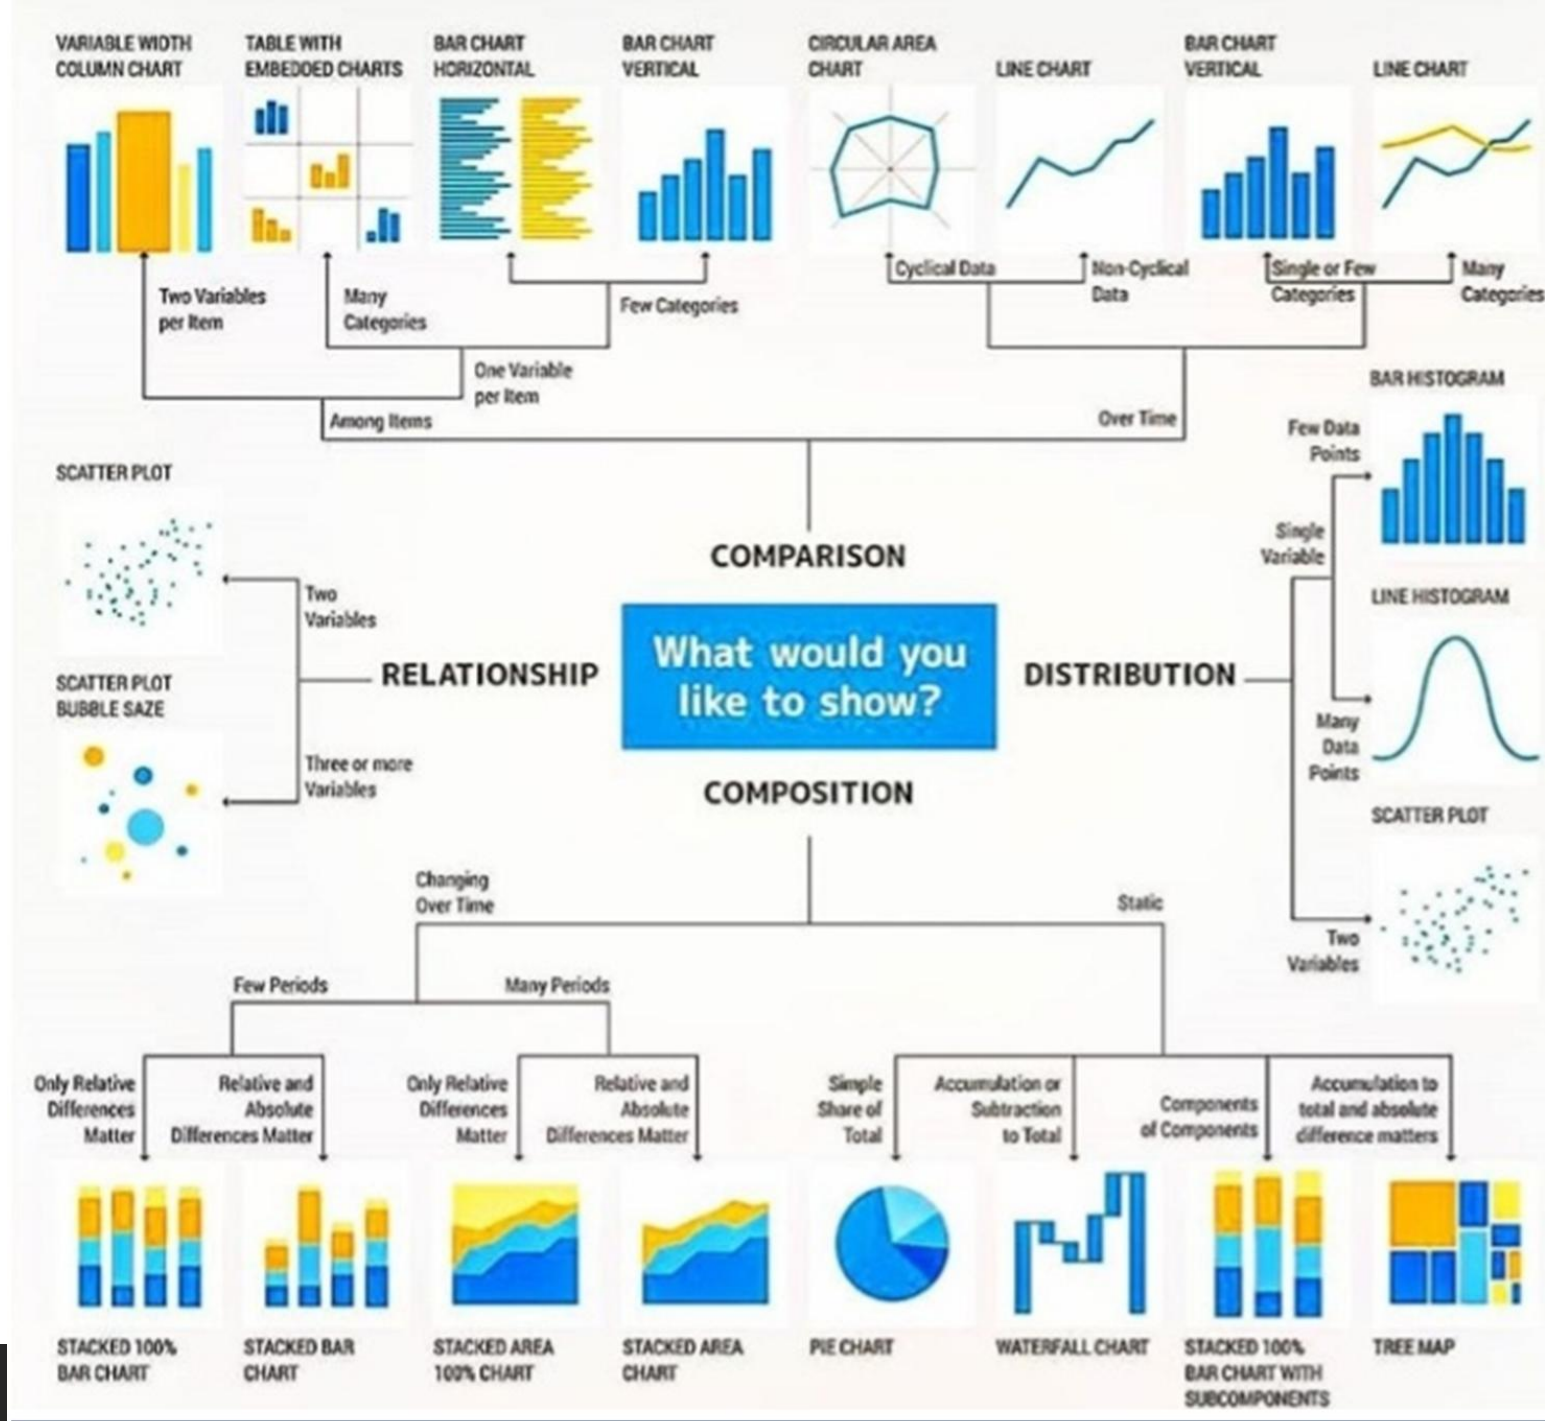 VARIABLE WIDTH
COLUMN CHART
TABLE WITH
EMBEDDED CHARTS
BAR CHART
HORIZONTAL
BAR CHART
VERTICAL
CIRCULAR AREA
CHART
LINE CHART
BAR CHART
VERTICAL
LINE CHART
Two Variables
per Item
Many
Categories
Few Categories
Cyclical Data
Non-Cyclical
Data
Single or Few
Categories
Many
Categories
One Variable
per Item
Among Items
Over Time
COMPARISON
SCATTER PLOT
Two
Variables
RELATIONSHIP
SCATTER PLOT
BUBBLE SAZE
Three or more
Variables
What would you
like to show?
DISTRIBUTION
BAR HISTOGRAM
Few Data
Points
Single
Variable
LINE HISTOGRAM
Many
Data
Points
SCATTER PLOT
Two
Variables
COMPOSITION
Changing
Over Time
Static
Few Periods
Many Periods
Only Relative
Differences
Matter
Relative and
Absolute
Differences Matter
Only Relative
Differences
Matter
Relative and
Absolute
Differences Matter
Simple
Share of
Total
Accumulation or
Subtraction
to Total
Components
of Components
Accumulation to
total and absolute
difference matters
STACKED 100%
BAR CHART
STACKED BAR
CHART
STACKED AREA
100% CHART
STACKED AREA
CHART
PIE CHART
WATERFALL CHART
STACKED 100%
BAR CHART WITH
SUBCOMPONENTS
TREE MAP